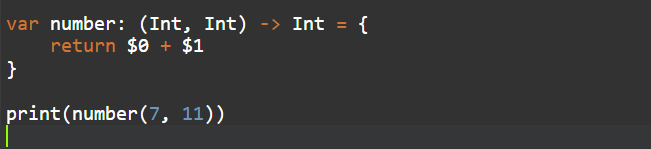 var number: (Int, Int) -> Int = {
    return $0 + $1
}
print(number(7, 11))